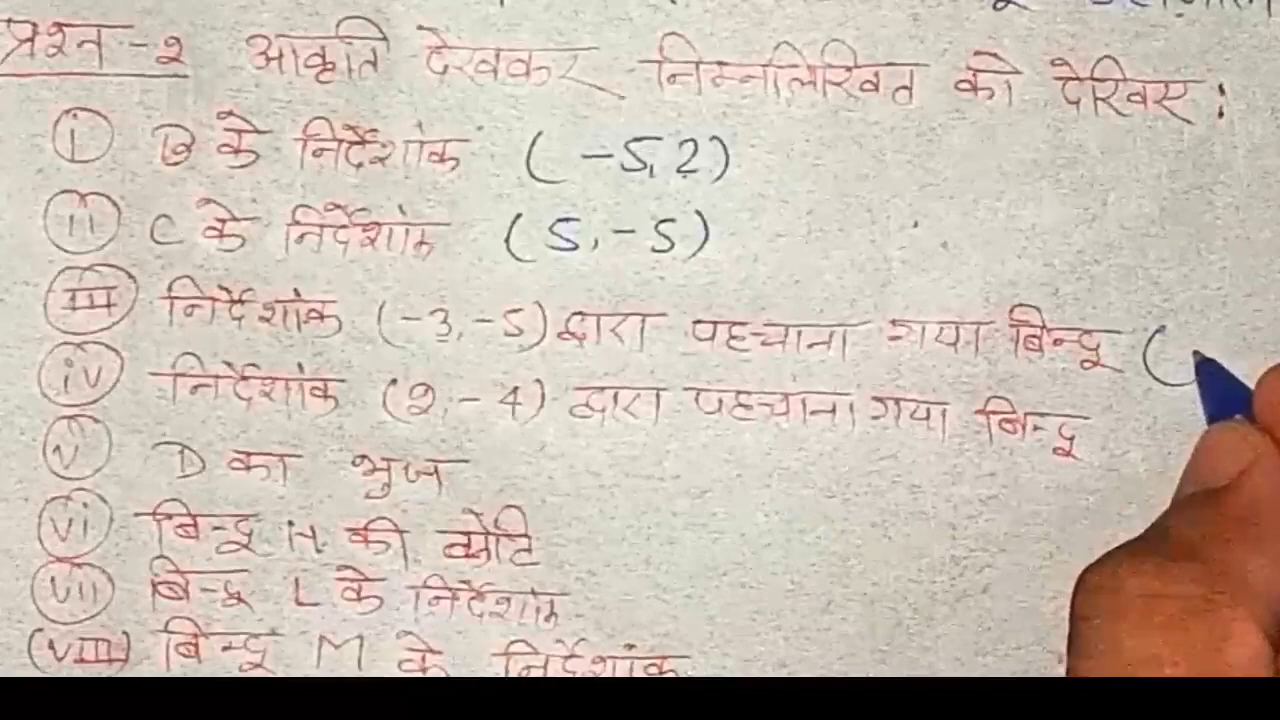 प्रश्न-२ आकृति देखकर निम्नलिखित को देखिए:
(i) B के निर्देशांक (-5,2)
(ii) C के निर्देशांक (5,-5)
(III) निर्देशांक (-3,-5) द्वारा पहचाना गया बिन्दू (
(iv) निर्देशांक (2,-4) द्वारा पहचाना गया बिन्दू
(v) D का भुज
(vi) बिन्दू H की कोटि
(vii) बिन्दू L के निर्देशांक
(VIII) बिन्दू M के निर्देशांक